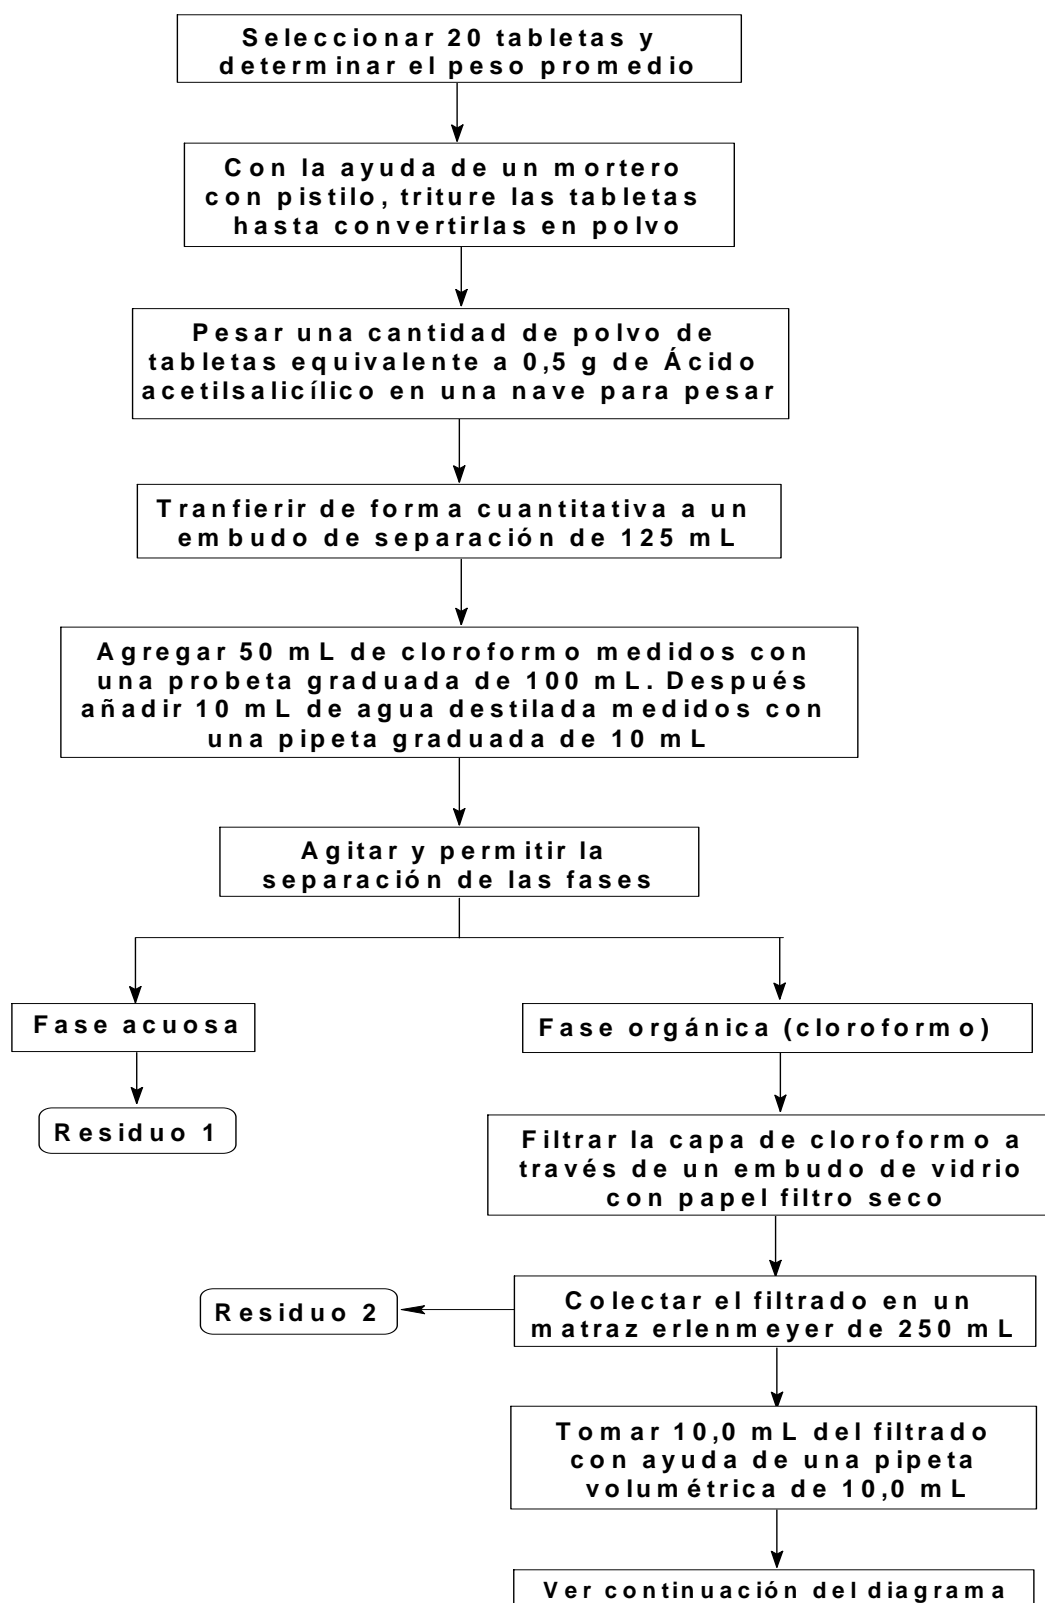 Seleccionar 20 tabletas y
determinar el peso promedio
Con la ayuda de un mortero
con pistilo, triture las tabletas
hasta convertirlas en polvo
Pesar una cantidad de polvo de
tabletas equivalente a 0,5 g de Ácido
acetilsalicílico en una nave para pesar
Tranfierir de forma cuantitativa a un
embudo de separación de 125 mL
Agregar 50 mL de cloroformo medidos con
una probeta graduada de 100 mL. Después
añadir 10 mL de agua destilada medidos con
una pipeta graduada de 10 mL
Agitar y permitir la
separación de las fases
Fase acuosa
Fase orgánica (cloroformo)
Residuo 1
Filtrar la capa de cloroformo a
través de un embudo de vidrio
con papel filtro seco
Residuo 2
Colectar el filtrado en un
matraz erlenmeyer de 250 mL
Tomar 10,0 mL del filtrado
con ayuda de una pipeta
volumétrica de 10,0 mL
Ver continuación del diagrama